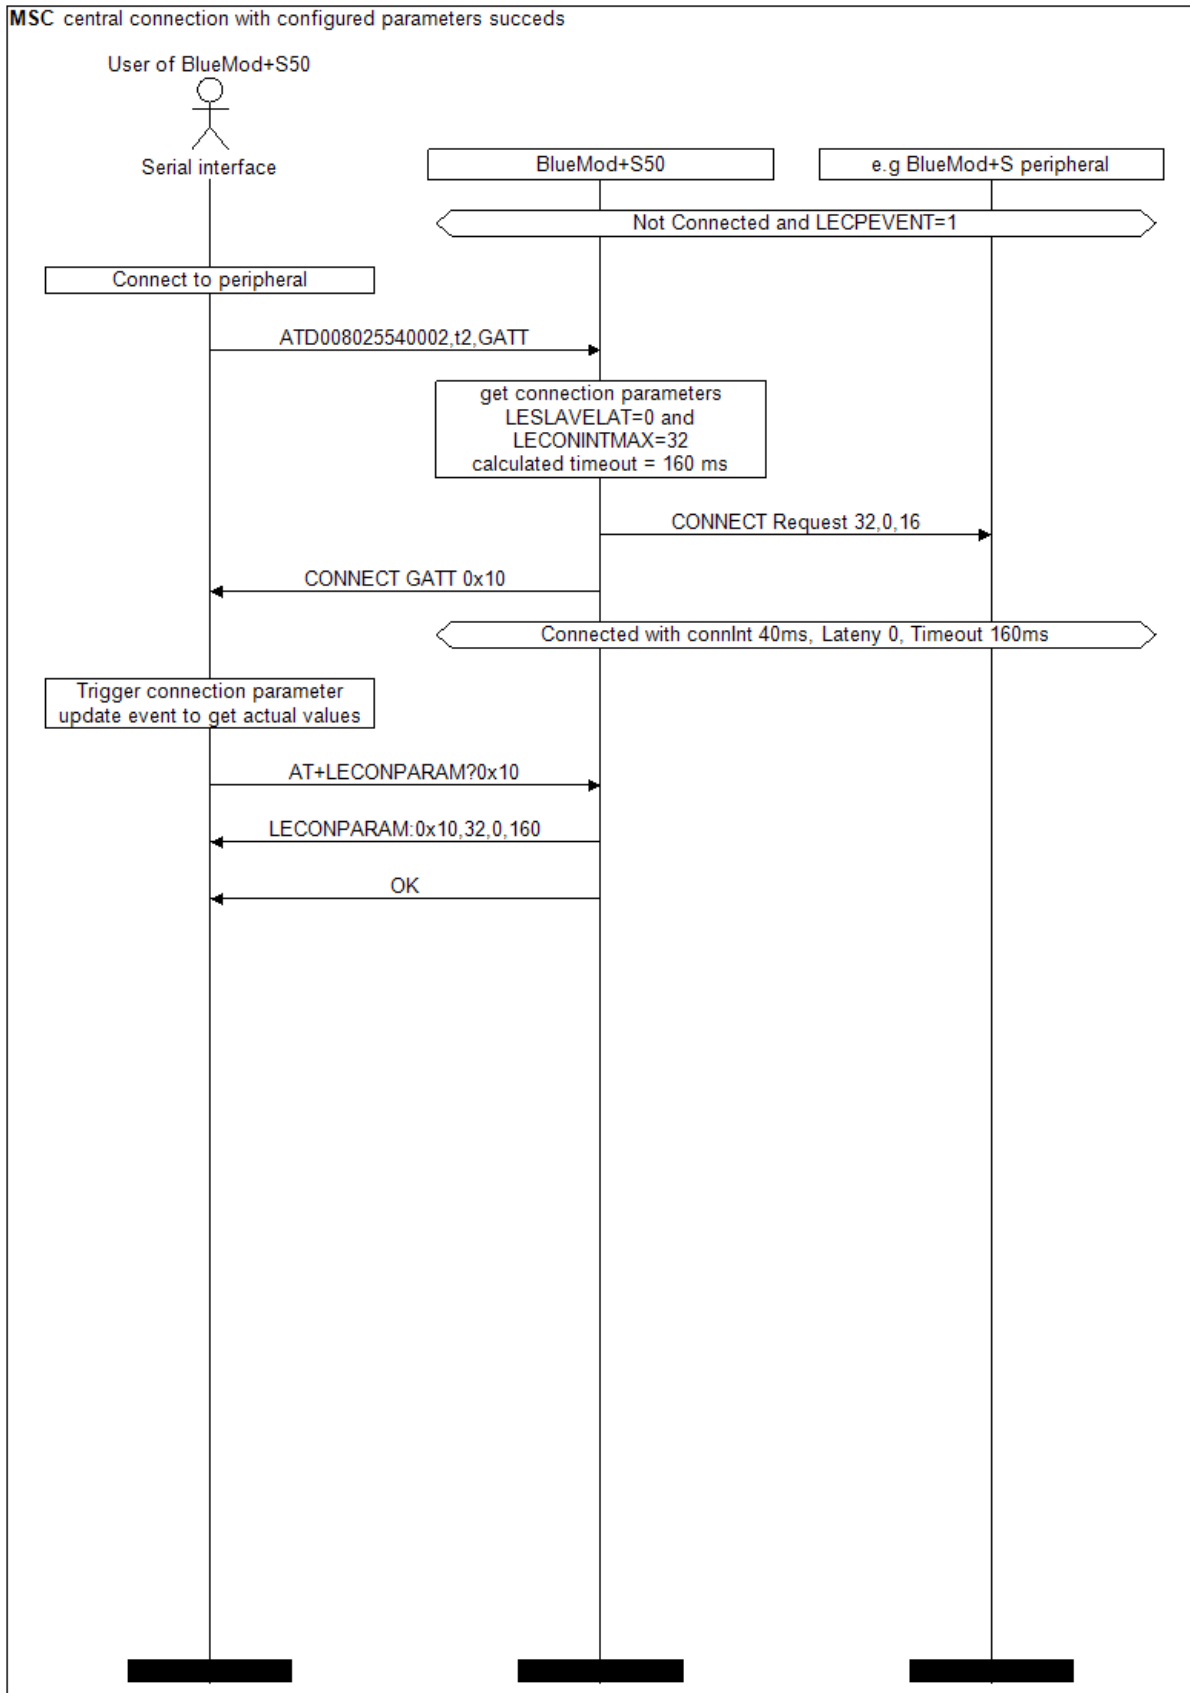 MSC central connection with configured parameters succeds
User of BlueMod+S50
Serial interface
BlueMod+S50
e.g BlueMod+S peripheral
Not Connected and LECPEVENT=1
Connect to peripheral
ATD008025540002,t2,GATT
get connection parameters
LESLAVELAT=0 and
LECONINTMAX=32
calculated timeout = 160 ms
CONNECT Request 32,0,16
CONNECT GATT 0x10
Connected with connInt 40ms, Lateny 0, Timeout 160ms
Trigger connection parameter
update event to get actual values
AT+LECONPARAM?0x10
LECONPARAM:0x10,32,0,160
OK